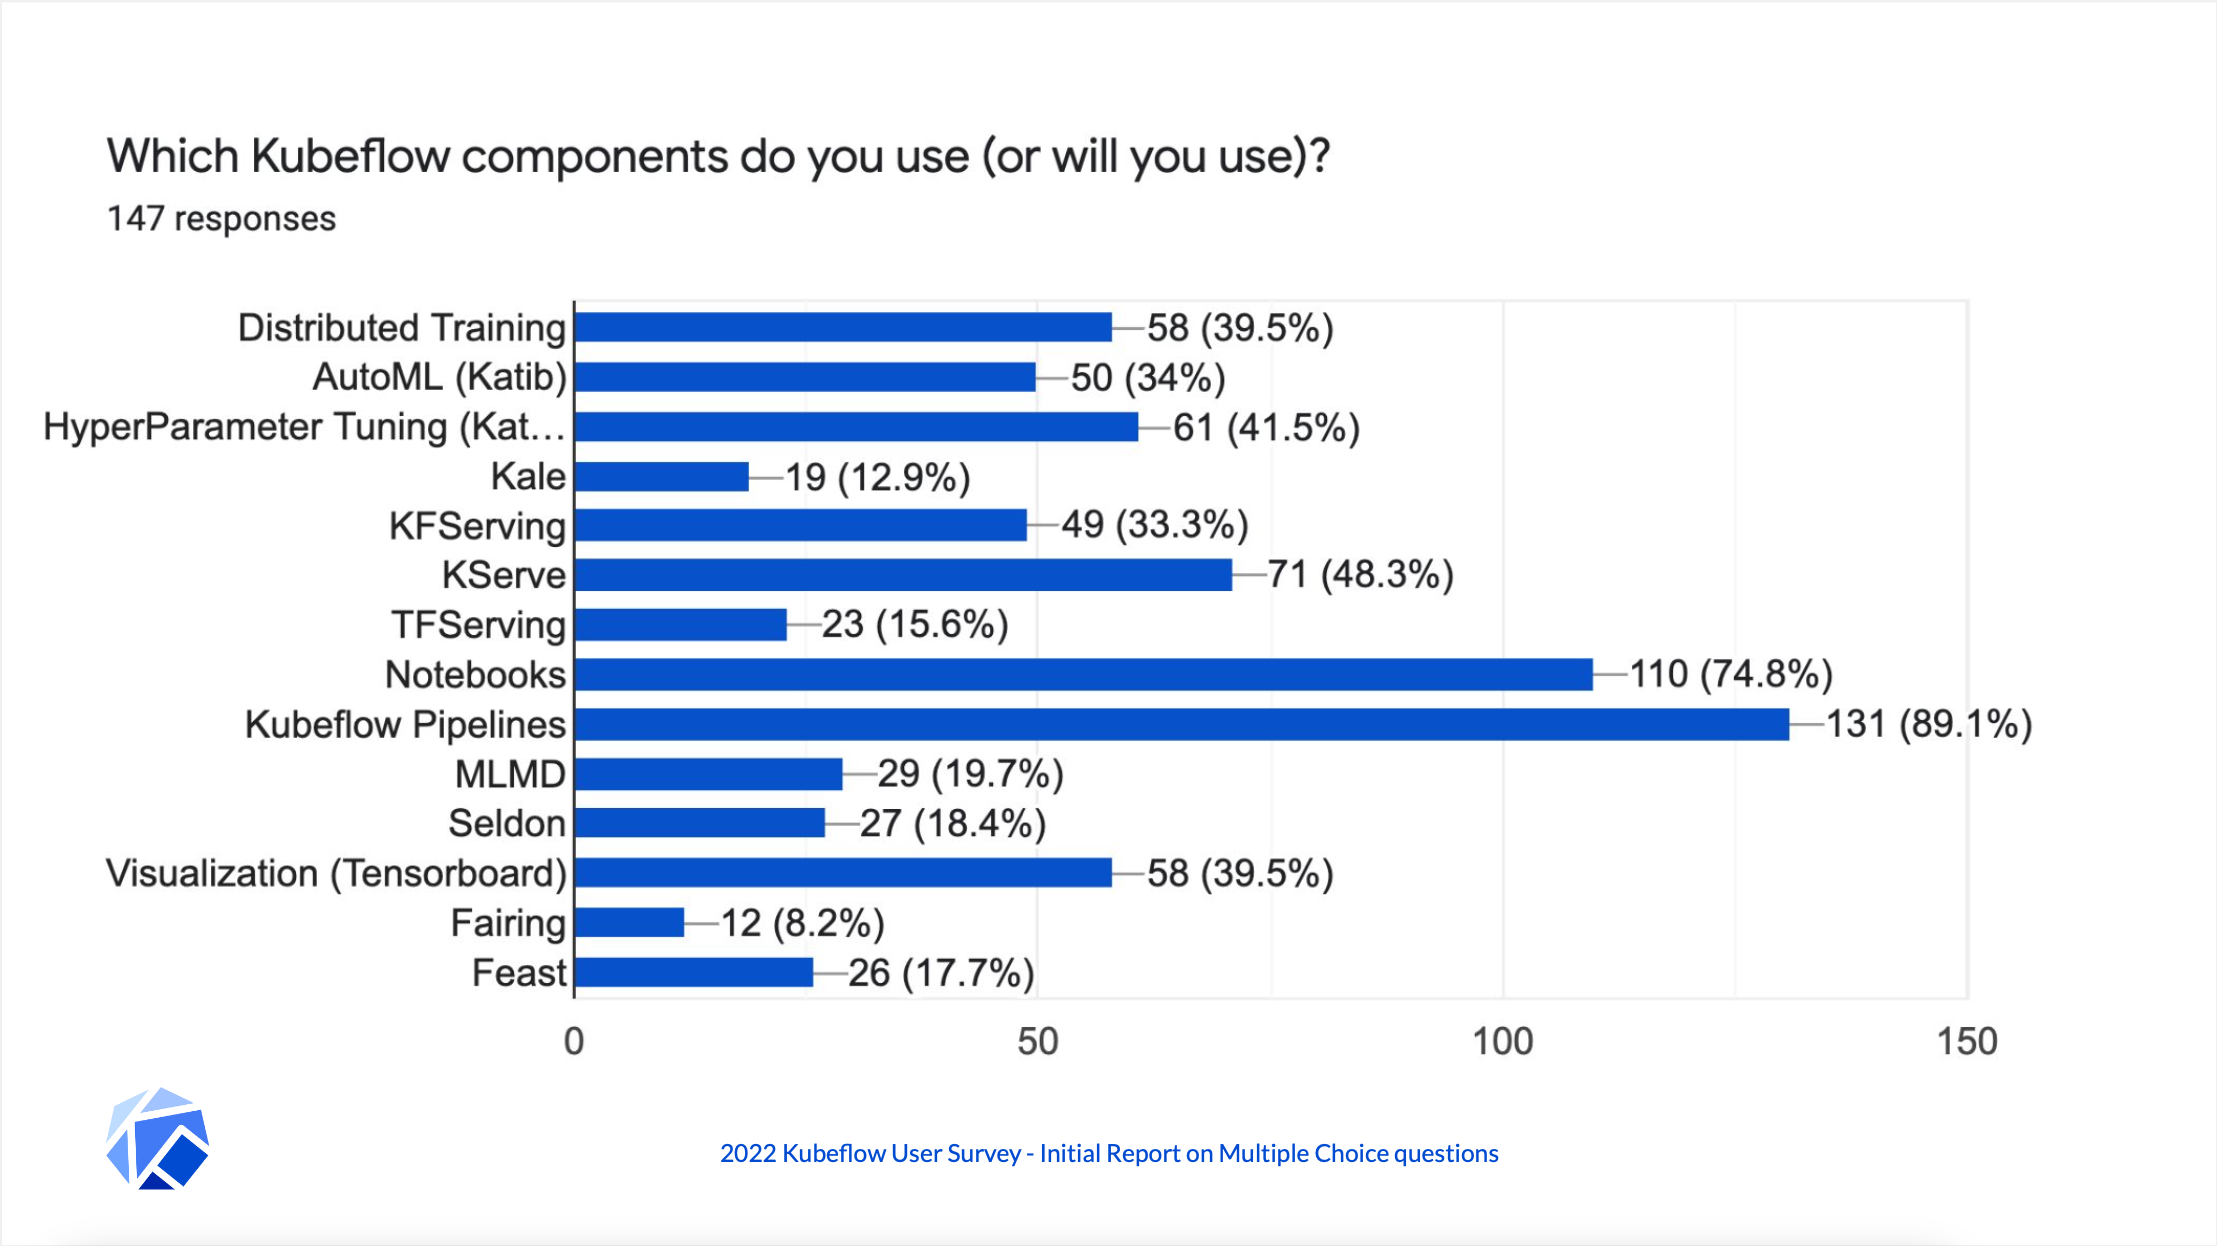 Which Kubeflow components do you use (or will you use)?
147 responses
Distributed Training 58 (39.5%)
AutoML (Katib) 50 (34%)
HyperParameter Tuning (Kat… 61 (41.5%)
Kale 19 (12.9%)
KFServing 49 (33.3%)
KServe 71 (48.3%)
TFServing 23 (15.6%)
Notebooks 110 (74.8%)
Kubeflow Pipelines 131 (89.1%)
MLMD 29 (19.7%)
Seldon 27 (18.4%)
Visualization (Tensorboard) 58 (39.5%)
Fairing 12 (8.2%)
Feast 26 (17.7%)
0 50 100 150
2022 Kubeflow User Survey - Initial Report on Multiple Choice questions